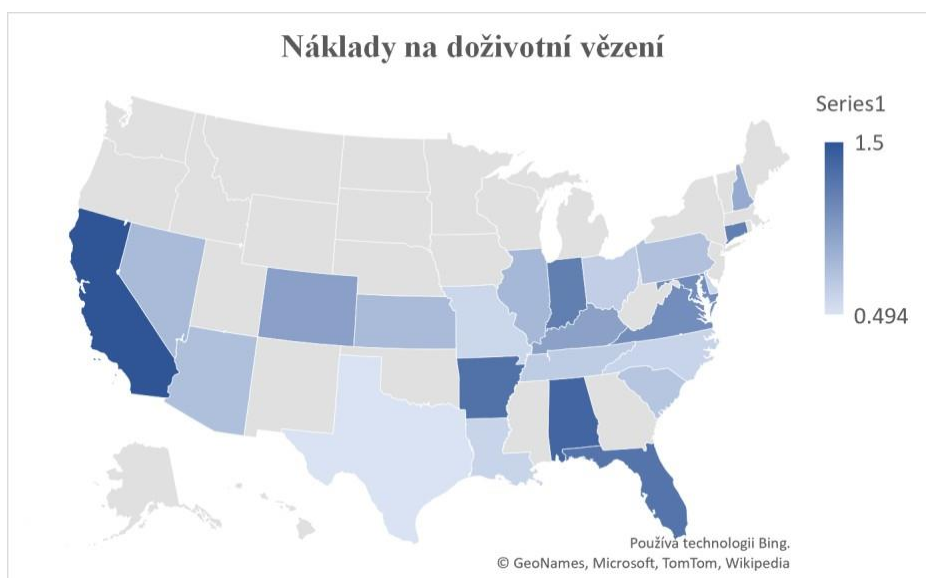 Náklady na doživotní vězení
Series1
1.5
0.494
Používá technologii Bing.
© GeoNames, Microsoft, TomTom, Wikipedia